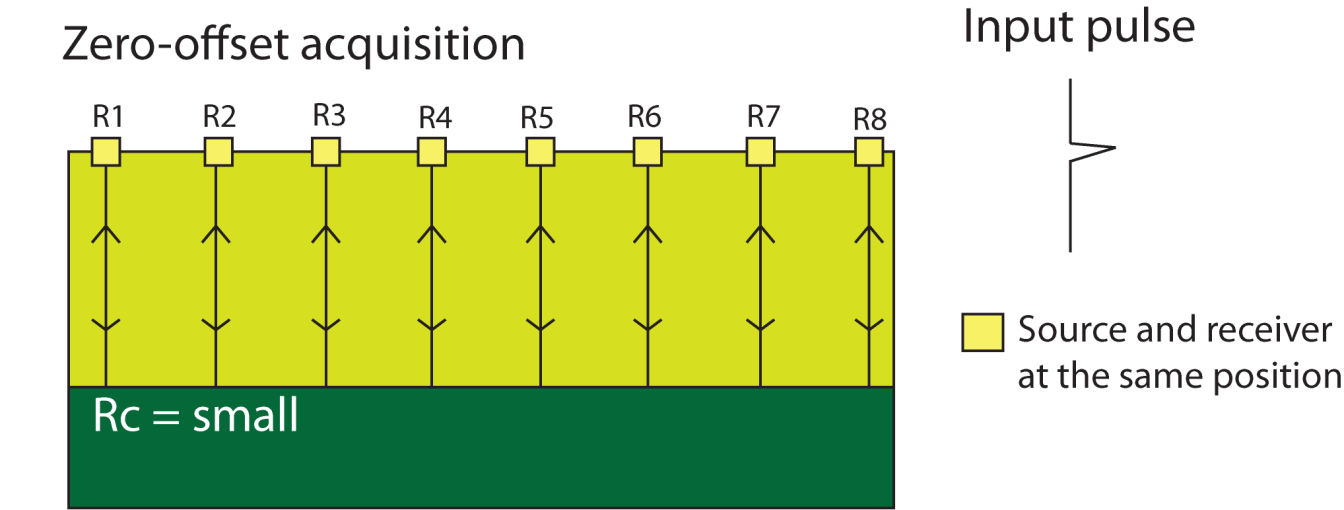 Zero-offset acquisition
Input pulse
R1 R2 R3 R4 R5 R6 R7 R8
Source and receiver
at the same position
Rc = small